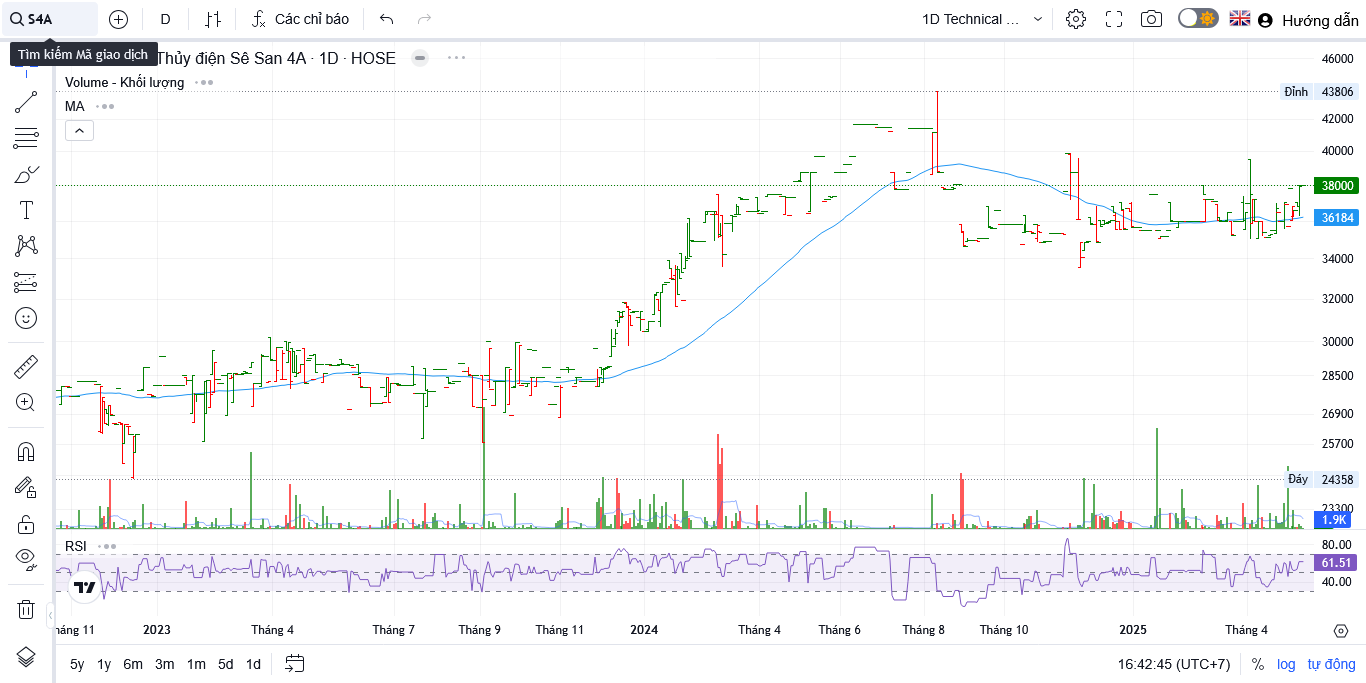 S4A D Các chỉ báo 1D Technical ... Hướng dẫn
Tìm kiếm Mã giao dịch
Thủy điện Sê San 4A · 1D · HOSE
Volume - Khối lượng
MA
46000
Đỉnh 43806
42000
40000
38000
36184
34000
32000
30000
28500
26900
25700
Đáy 24358
23300
1.9K
RSI
80.00
61.51
40.00
háng 11 2023 Tháng 4 Tháng 7 Tháng 9 Tháng 11 2024 Tháng 4 Tháng 6 Tháng 8 Tháng 10 2025 Tháng 4
5y 1y 6m 3m 1m 5d 1d 16:42:45 (UTC+7) % log tự động